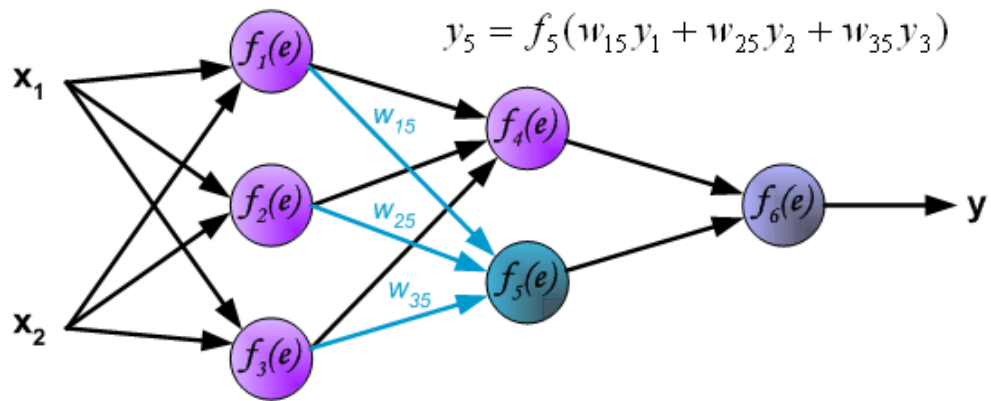 y₅ = f₅(w₁₅y₁ + w₂₅y₂ + w₃₅y₃)
f₁(e)
x₁
w₁₅
f₄(e)
f₂(e)
w₂₅
f₆(e)
y
f₅(e)
w₃₅
x₂
f₃(e)